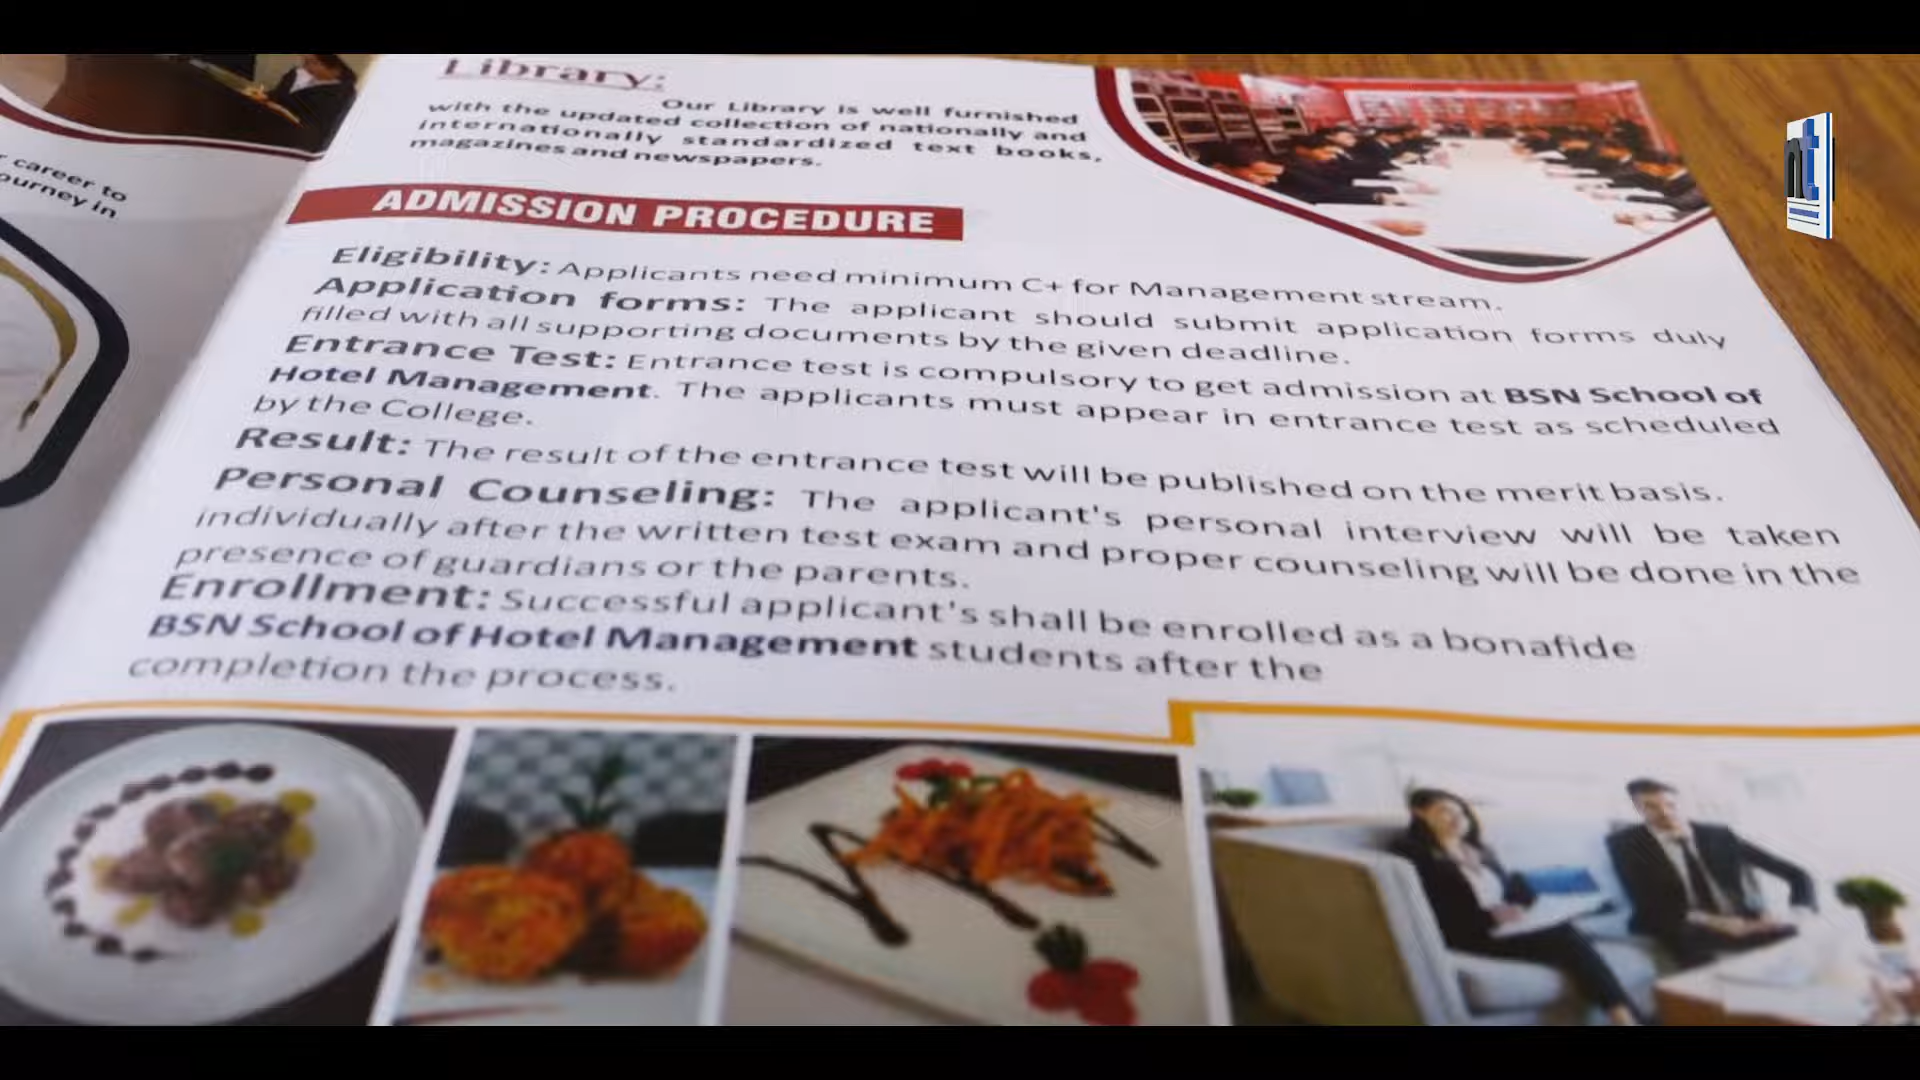 r career to
ourney in
Library:
Our Library is well furnished
with the updated collection of nationally and
internationally standardized text books,
magazines and newspapers.
ADMISSION PROCEDURE
Eligibility: Applicants need minimum C+ for Management stream.
Application forms: The applicant should submit application forms duly
filled with all supporting documents by the given deadline.
Entrance Test: Entrance test is compulsory to get admission at BSN School of
Hotel Management. The applicants must appear in entrance test as scheduled
by the College.
Result: The result of the entrance test will be published on the merit basis.
Personal Counseling: The applicant's personal interview will be taken
individually after the written test exam and proper counseling will be done in the
presence of guardians or the parents.
Enrollment: Successful applicant's shall be enrolled as a bonafide
BSN School of Hotel Management students after the
completion the process.
nt